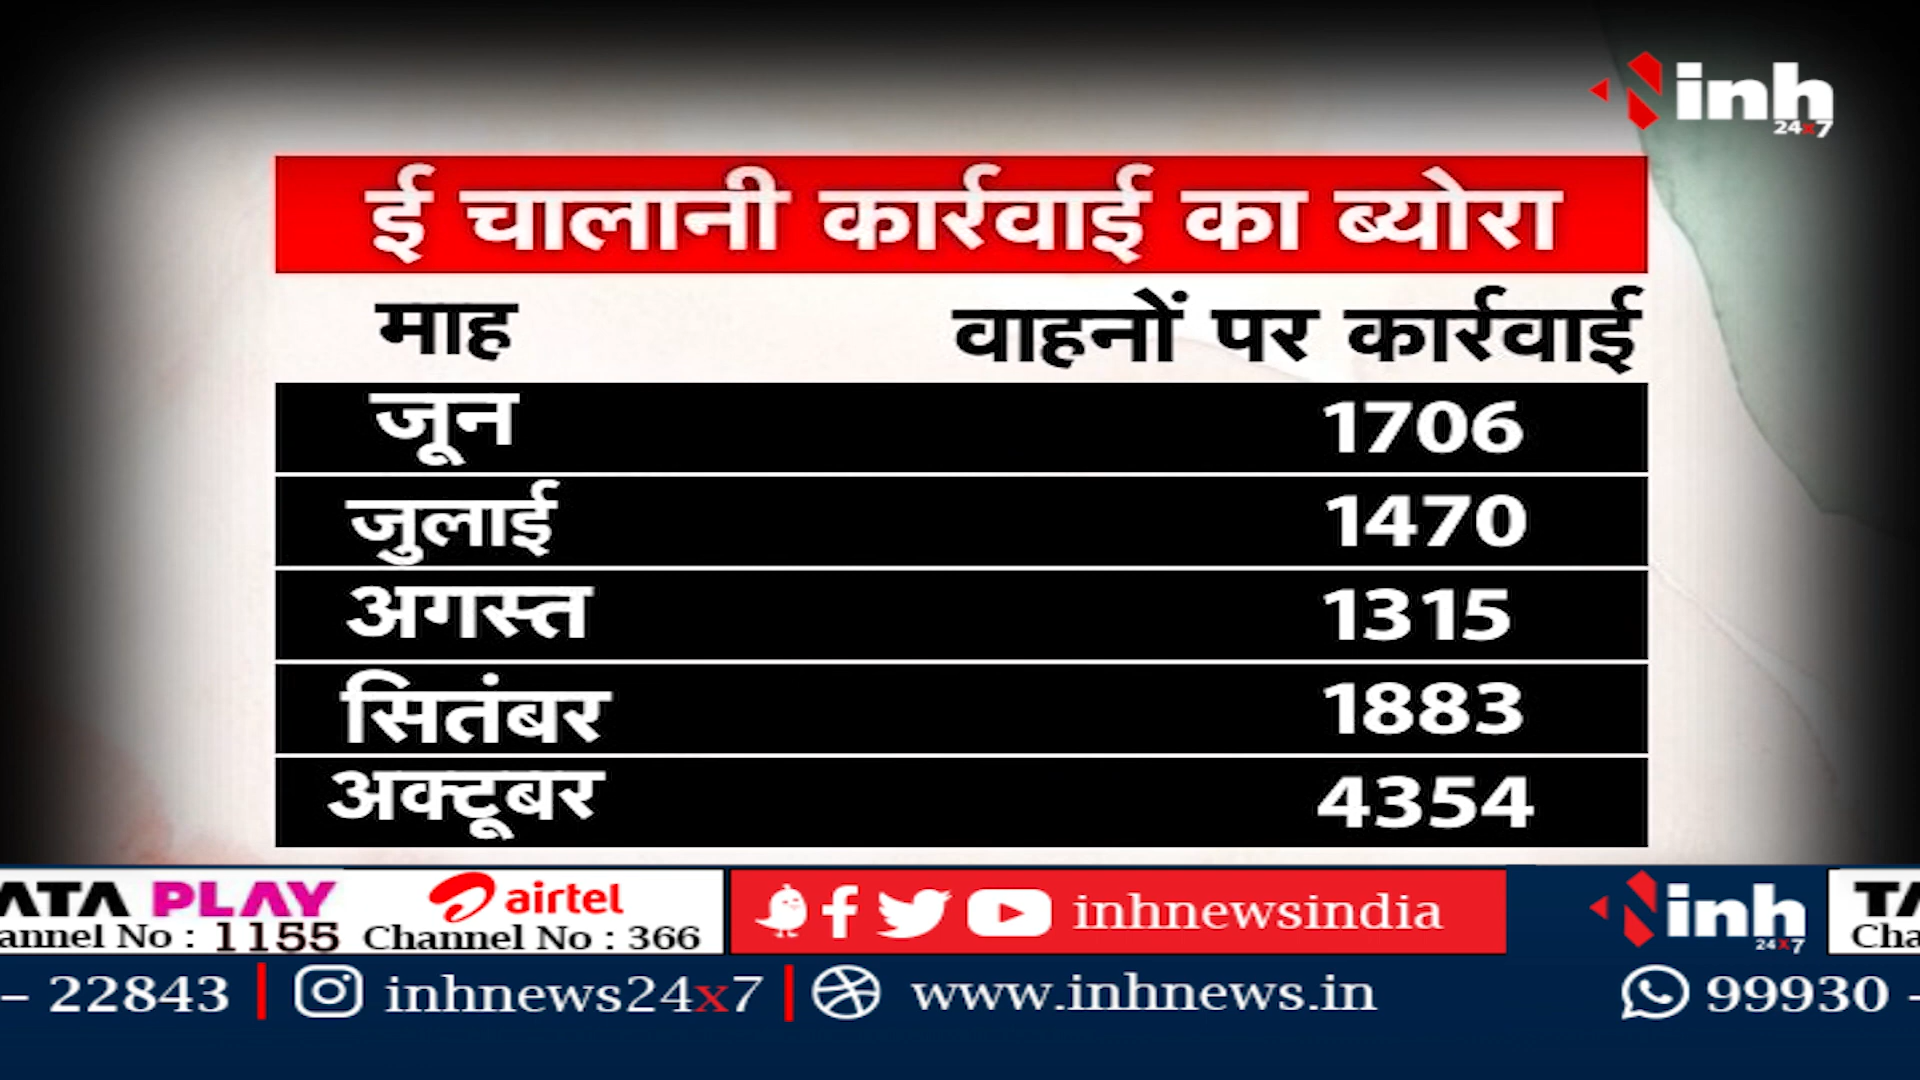 inh
24x7
ई चालानी कार्रवाई का ब्योरा
माह वाहनों पर कार्रवाई
जून 1706
जुलाई 1470
अगस्त 1315
सितंबर 1883
अक्टूबर 4354
PLAY airtel inhnewsindia inh
24x7
No : 1155 Channel No : 366
– 22843 inhnews24x7 www.inhnews.in 99930 -